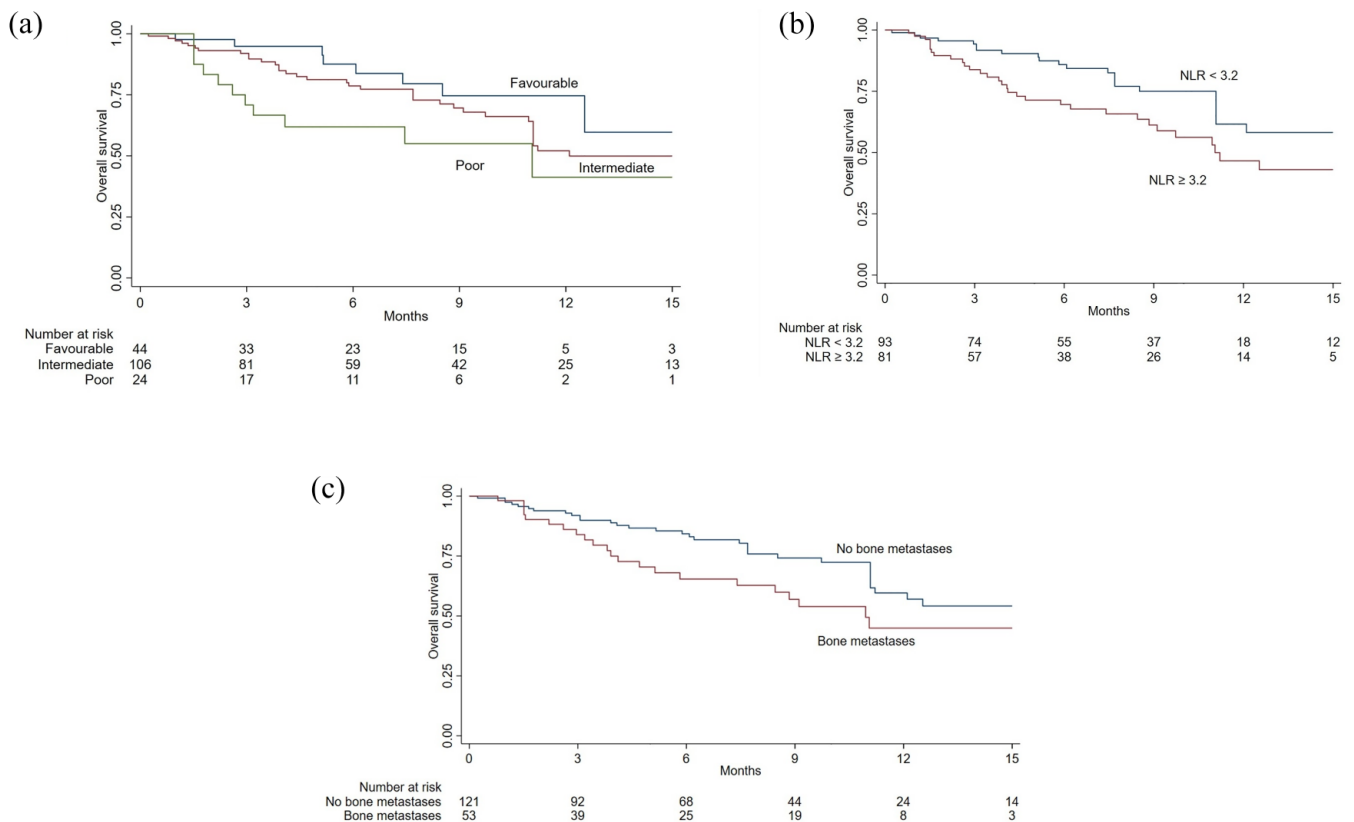 (a)
Overall survival
1.00
0.75
0.50
0.25
0.00
Favourable
Poor
Intermediate
0 3 6 9 12 15
Months
Number at risk
Favourable 44 33 23 15 5 3
Intermediate 106 81 59 42 25 13
Poor 24 17 11 6 2 1
(b)
Overall survival
1.00
0.75
0.50
0.25
0.00
NLR < 3.2
NLR ≥ 3.2
0 3 6 9 12 15
Months
Number at risk
NLR < 3.2 93 74 55 37 18 12
NLR ≥ 3.2 81 57 38 26 14 5
(c)
Overall survival
1.00
0.75
0.50
0.25
0.00
No bone metastases
Bone metastases
0 3 6 9 12 15
Months
Number at risk
No bone metastases 121 92 68 44 24 14
Bone metastases 53 39 25 19 8 3